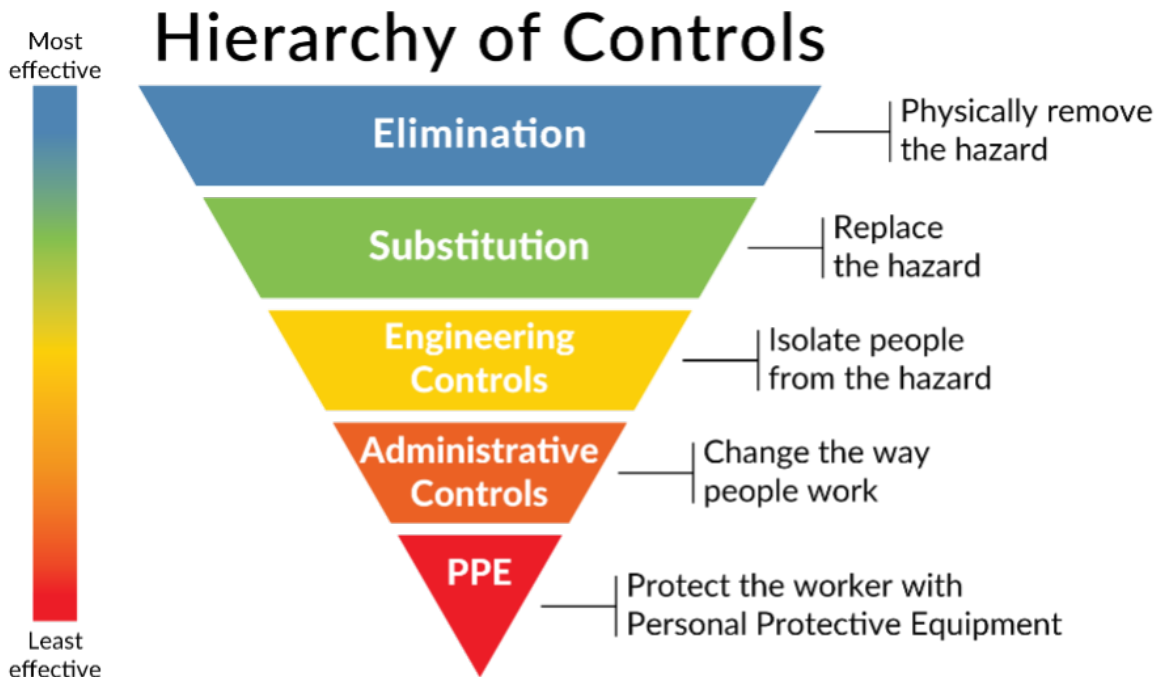 Hierarchy of Controls
Most
effective
Elimination
Physically remove
the hazard
Substitution
Replace
the hazard
Engineering
Controls
Isolate people
from the hazard
Administrative
Controls
Change the way
people work
PPE
Protect the worker with
Personal Protective Equipment
Least
effective